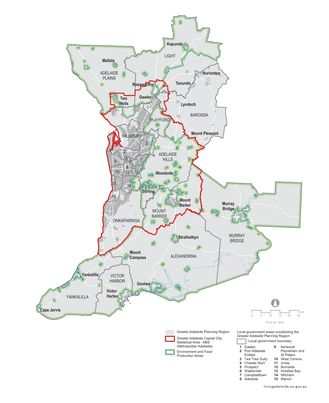 Kapunda
LIGHT
Mallala
ADELAIDE
PLAINS
Roseworthy
Nuriootpa
Tanunda
Two
Wells
Gawler
Lyndoch
BAROSSA
PLAYFORD
SALISBURY
Mount Pleasant
ADELAIDE
HILLS
Woodside
Stirling
Mount
Barker
Murray
Bridge
MOUNT
BARKER
ONKAPARINGA
MURRAY
BRIDGE
Strathalbyn
Mount
Compass
ALEXANDRINA
Yankalilla
VICTOR
HARBOR
YANKALILLA
Victor
Harbor
Goolwa
Cape Jervis
Greater Adelaide Planning Region
Greater Adelaide Capital City
Statistical Area - ABS
(Metropolitan Adelaide)
Environment and Food
Production Areas
Local government areas constituting the
Greater Adelaide Planning Region
Local government boundary
1 Gawler
2 Port Adelaide
Enfield
3 Tea Tree Gully
4 Charles Sturt
5 Prospect
6 Walkerville
7 Campbelltown
8 Adelaide
9 Norwood
Payneham and
St Peters
10 West Torrens
11 Unley
12 Burnside
13 Holdfast Bay
14 Mitcham
15 Marion
livingadelaide.sa.gov.au